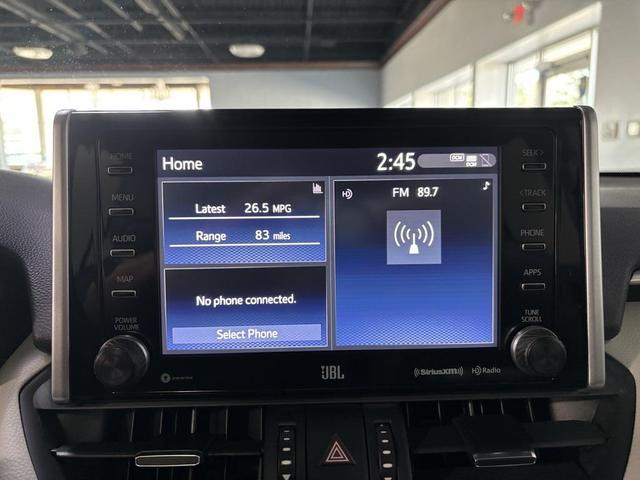 HOME
MENU
AUDIO
MAP
POWER
VOLUME
Home
2:45
DCM
Latest 26.5 MPG
Range 83 miles
No phone connected.
Select Phone
FM 89.7
SEEK >
< TRACK
PHONE
APPS
TUNE
SCROLL
JBL
((SiriusXM))
HD Radio